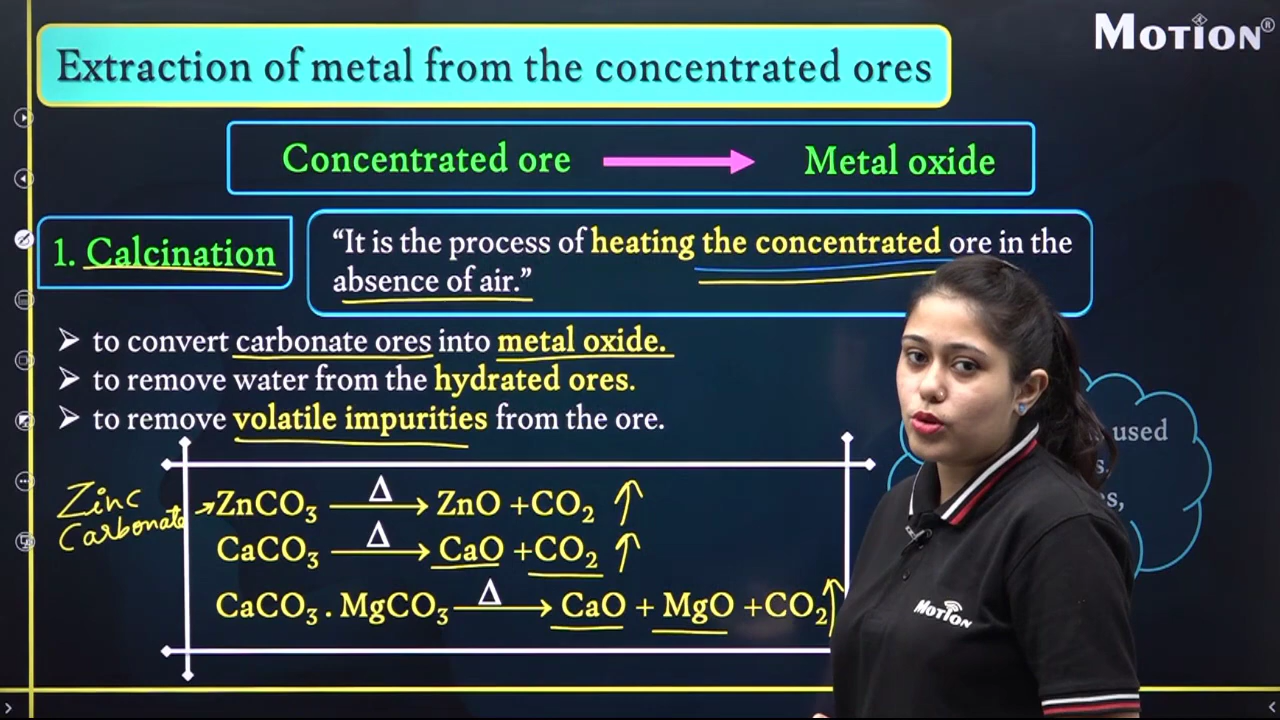 MOTION®
Extraction of metal from the concentrated ores
Concentrated ore → Metal oxide
1. Calcination
“It is the process of heating the concentrated ore in the
absence of air.”
➤ to convert carbonate ores into metal oxide.
➤ to remove water from the hydrated ores.
➤ to remove volatile impurities from the ore.
used
s,
es,
Zinc
Carbonate → ZnCO₃ —Δ→ ZnO +CO₂ ↑
CaCO₃ —Δ→ CaO +CO₂ ↑
CaCO₃ . MgCO₃ —Δ→ CaO + MgO +CO₂ ↑
MOTION